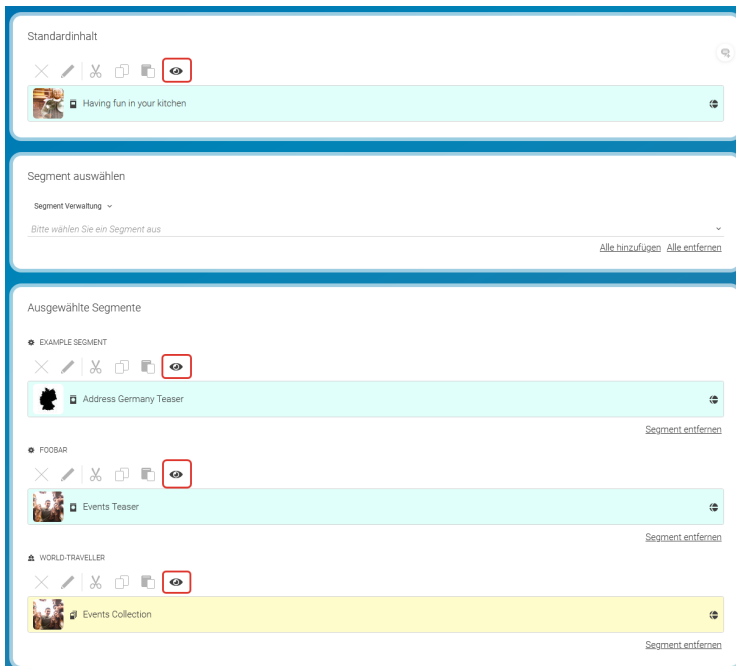 Standardinhalt
Having fun in your kitchen
Segment auswählen
Segment Verwaltung
Bitte wählen Sie ein Segment aus
Alle hinzufügen Alle entfernen
Ausgewählte Segmente
EXAMPLE SEGMENT
Address Germany Teaser
Segment entfernen
FOOBAR
Events Teaser
Segment entfernen
WORLD-TRAVELLER
Events Collection
Segment entfernen